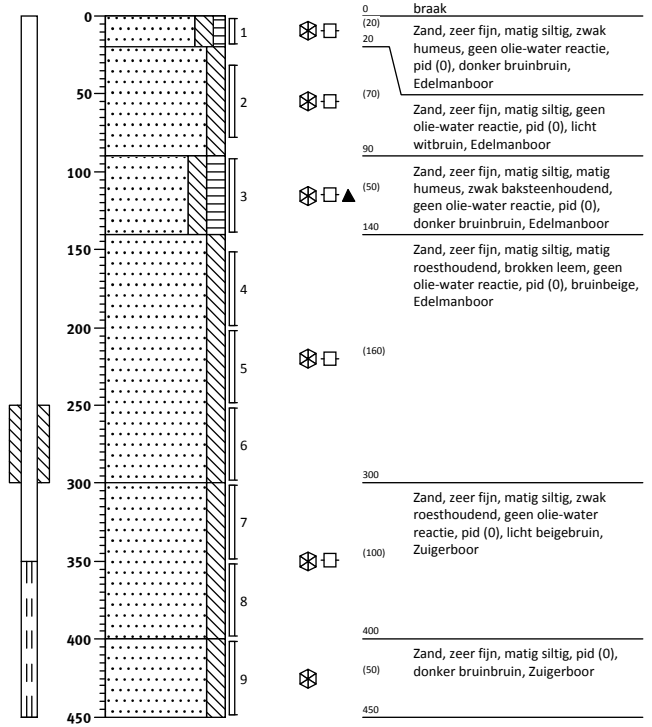 0
50
100
150
200
250
300
350
400
450
1
2
3
4
5
6
7
8
9
0
braak
(20)
20
Zand, zeer fijn, matig siltig, zwak
humeus, geen olie-water reactie,
pid (0), donker bruinbruin,
Edelmanboor
(70)
90
Zand, zeer fijn, matig siltig, geen
olie-water reactie, pid (0), licht
witbruin, Edelmanboor
(50)
140
Zand, zeer fijn, matig siltig, matig
humeus, zwak baksteenhoudend,
geen olie-water reactie, pid (0),
donker bruinbruin, Edelmanboor
Zand, zeer fijn, matig siltig, matig
roesthoudend, brokken leem, geen
olie-water reactie, pid (0), bruinbeige,
Edelmanboor
(160)
300
Zand, zeer fijn, matig siltig, zwak
roesthoudend, geen olie-water
reactie, pid (0), licht beigebruin,
Zuigerboor
(100)
400
Zand, zeer fijn, matig siltig, pid (0),
donker bruinbruin, Zuigerboor
(50)
450